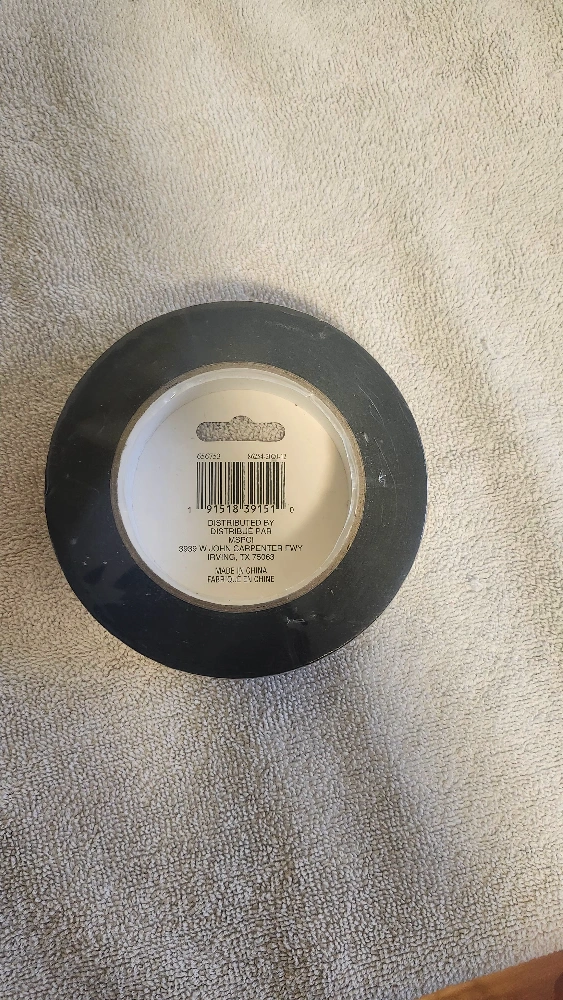 1 91518 39151 0
DISTRIBUTED BY
DISTRIBUÉ PAR
MSPCI
3939 W JOHN CARPENTER FWY
IRVING, TX 75063
MADE IN CHINA
FABRIQUÉ EN CHINE